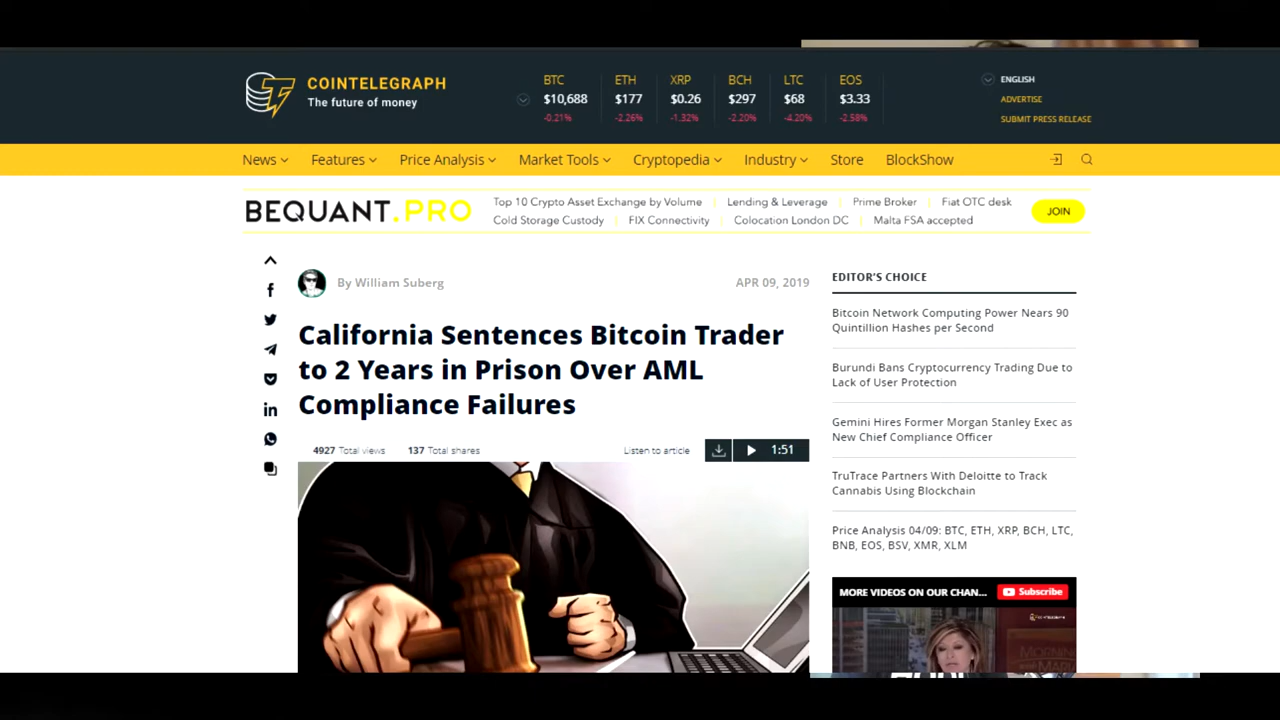 COINTELEGRAPH
The future of money
BTC ETH XRP BCH LTC EOS
$10,688 $177 $0.26 $297 $68 $3.33
-0.21% -2.26% -1.32% -2.20% -4.20% -2.58%
ENGLISH
ADVERTISE
SUBMIT PRESS RELEASE
News Features Price Analysis Market Tools Cryptopedia Industry Store BlockShow
BEQUANT.PRO
Top 10 Crypto Asset Exchange by Volume Lending & Leverage Prime Broker Fiat OTC desk
Cold Storage Custody FIX Connectivity Colocation London DC Malta FSA accepted
JOIN
By William Suberg APR 09, 2019
California Sentences Bitcoin Trader
to 2 Years in Prison Over AML
Compliance Failures
4927 Total views 137 Total shares Listen to article 1:51
EDITOR'S CHOICE
Bitcoin Network Computing Power Nears 90
Quintillion Hashes per Second
Burundi Bans Cryptocurrency Trading Due to
Lack of User Protection
Gemini Hires Former Morgan Stanley Exec as
New Chief Compliance Officer
TruTrace Partners With Deloitte to Track
Cannabis Using Blockchain
Price Analysis 04/09: BTC, ETH, XRP, BCH, LTC,
BNB, EOS, BSV, XMR, XLM
MORE VIDEOS ON OUR CHAN... Subscribe